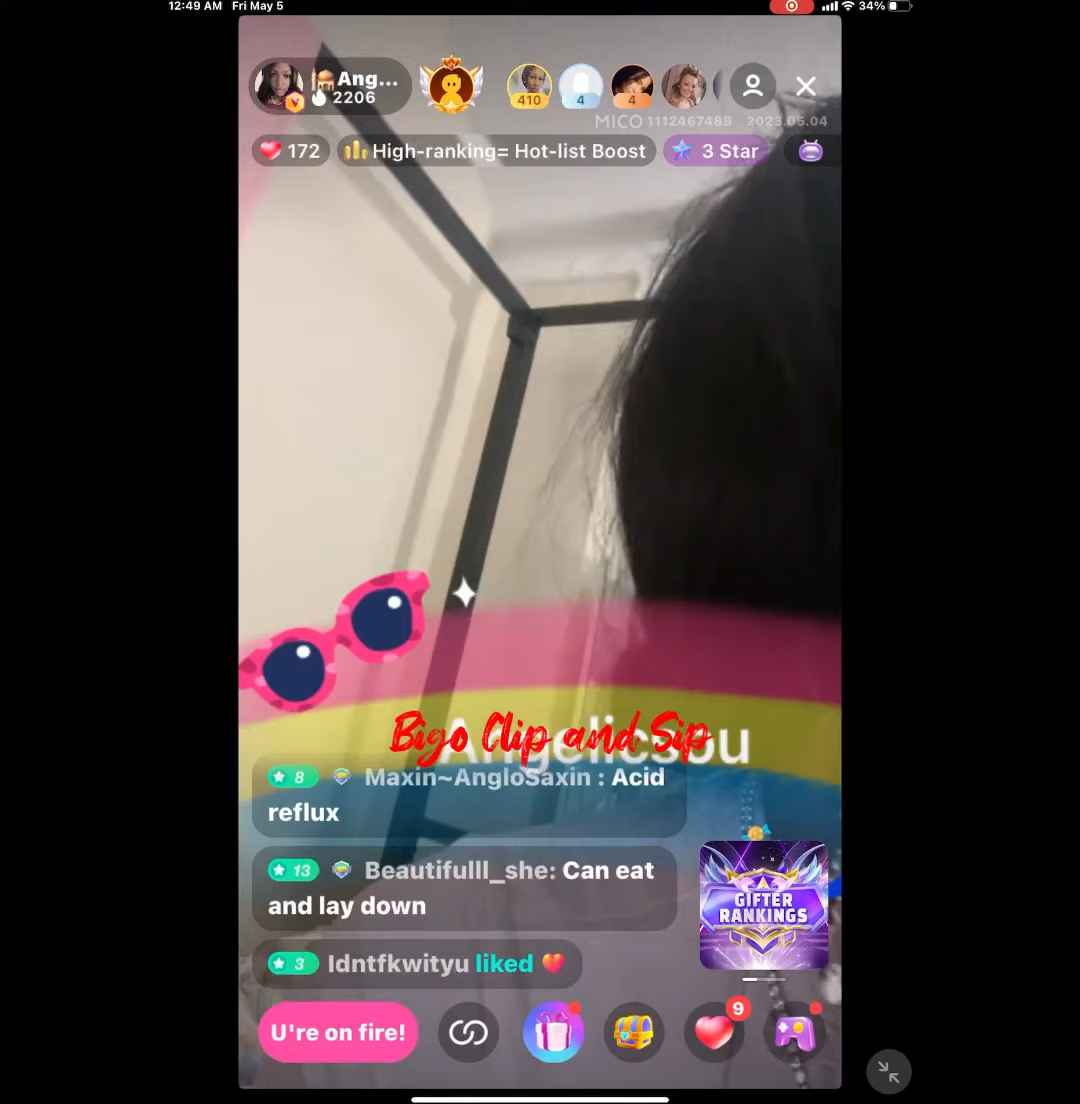 12:49 AM Fri May 5
34%
Ang...
2206
410
4
4
MICO 1112467489 2023.05.04
172
High-ranking= Hot-list Boost
3 Star
Bigo Clip and Sip
8 Maxin~AngloSaxin : Acid
reflux
13 Beautifulll_she: Can eat
and lay down
GIFTER
RANKINGS
3 Idntfkwityu liked
U're on fire!
9